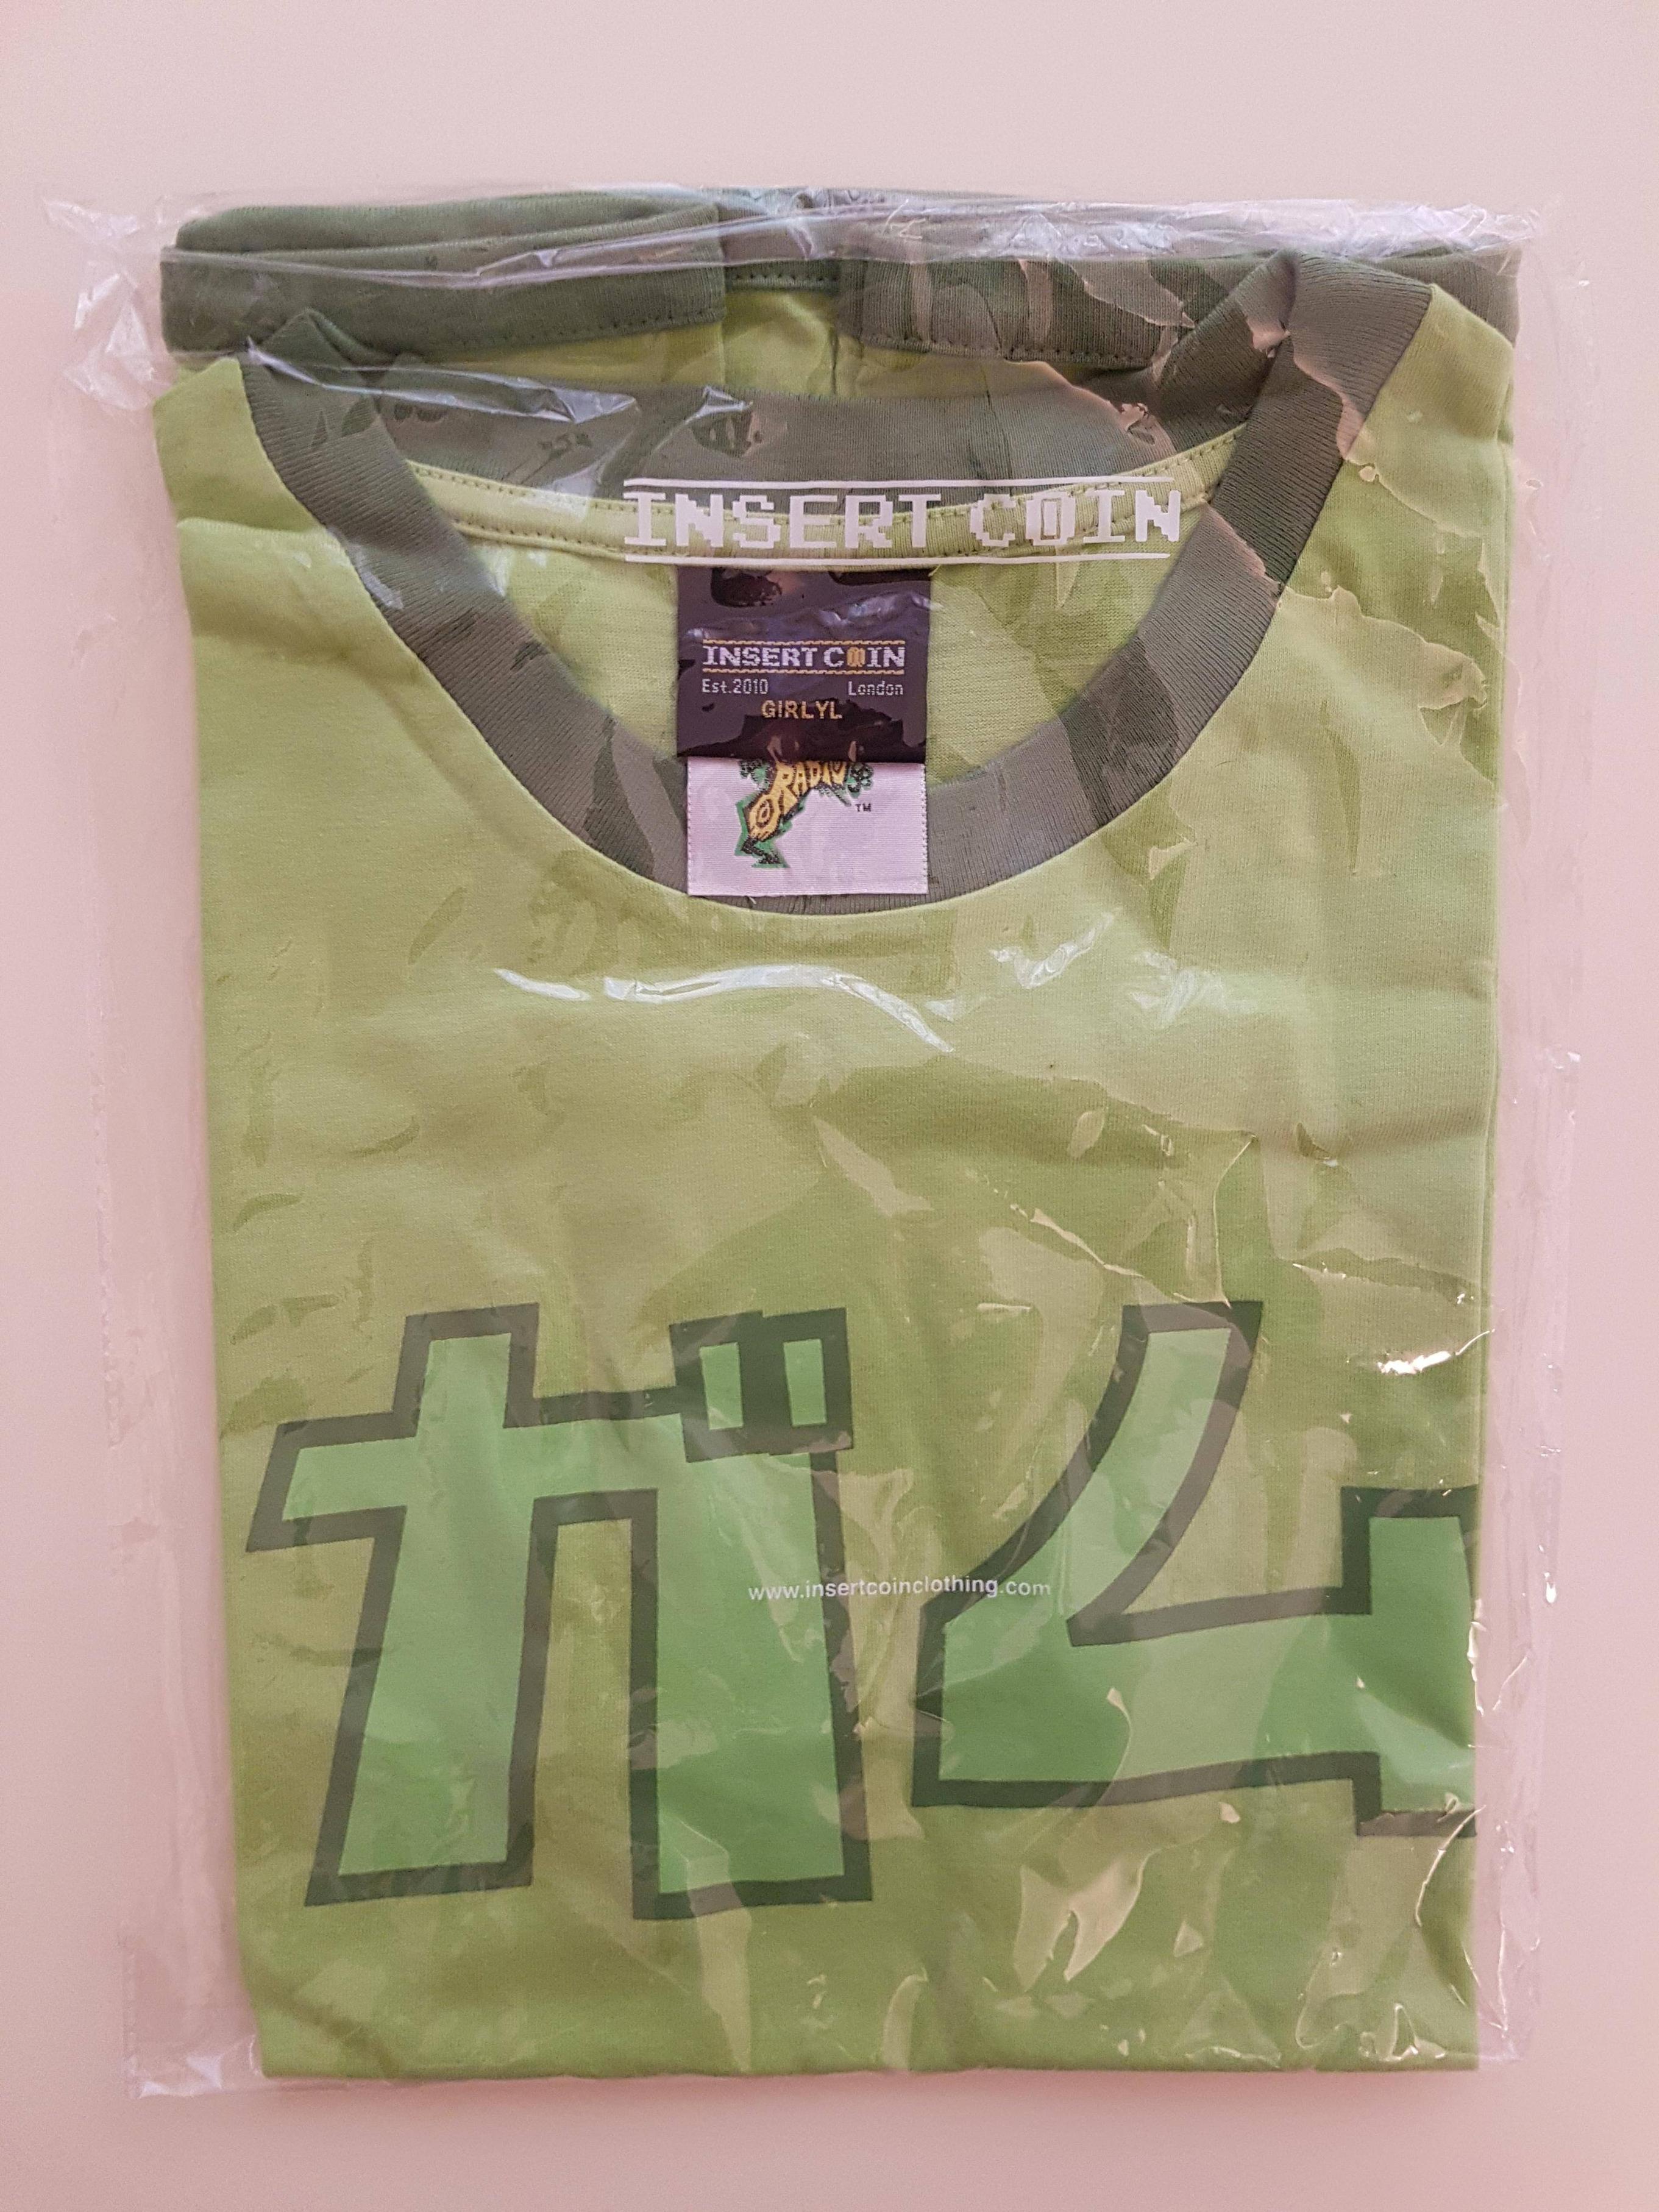 INSERT COIN
INSERT COIN
Est.2010 London
GIRLYL
RADIO
TM
ガム
www.insertcoinclothing.com